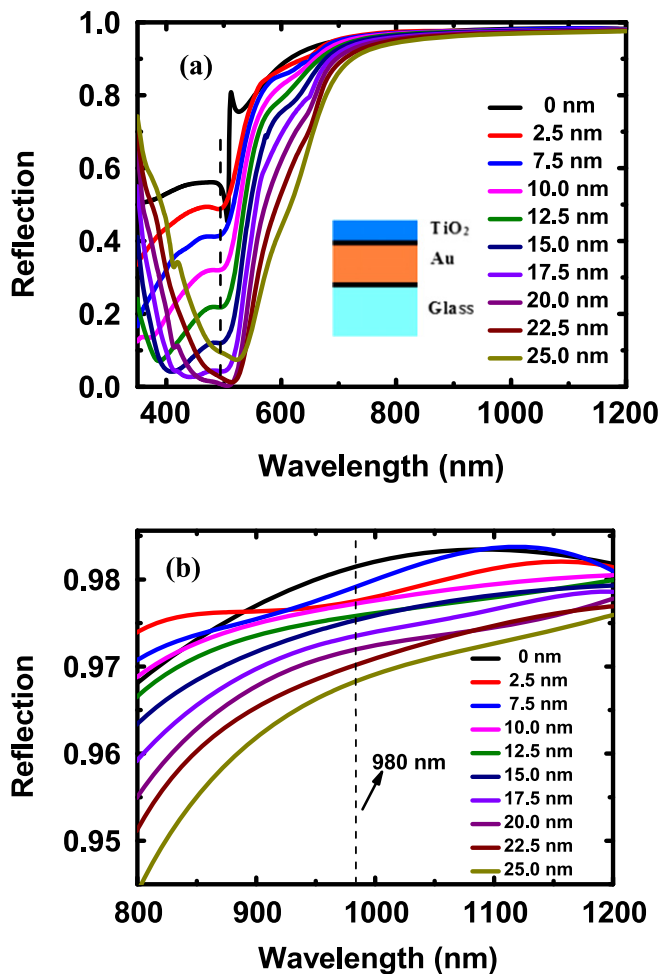 (a)
Reflection
1.0
0.8
0.6
0.4
0.2
0.0
0 nm
2.5 nm
7.5 nm
10.0 nm
12.5 nm
15.0 nm
17.5 nm
20.0 nm
22.5 nm
25.0 nm
TiO₂
Au
Glass
400 600 800 1000 1200
Wavelength (nm)
(b)
Reflection
0.98
0.97
0.96
0.95
0 nm
2.5 nm
7.5 nm
10.0 nm
12.5 nm
15.0 nm
17.5 nm
20.0 nm
22.5 nm
25.0 nm
980 nm
800 900 1000 1100 1200
Wavelength (nm)